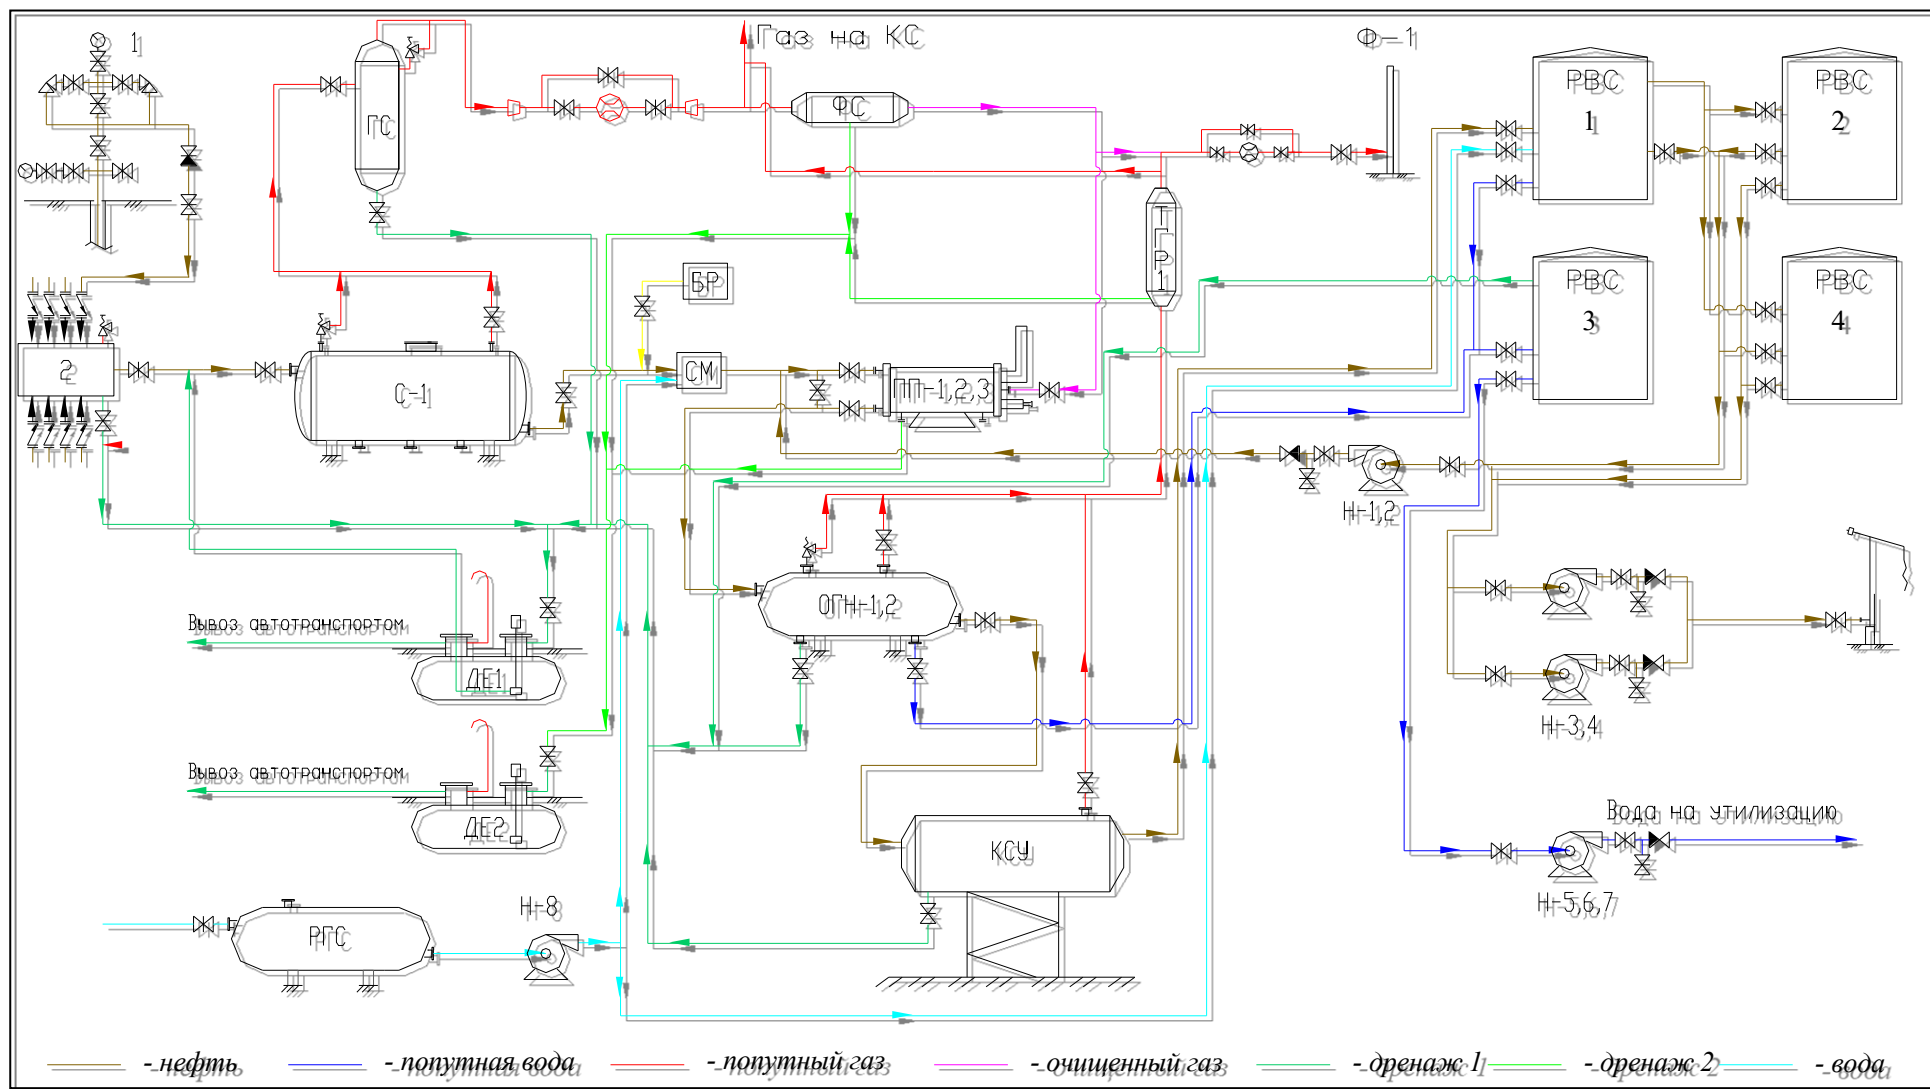 1
Газ на КС
Ф-1
ГС
ФС
РВС
1
РВС
2
ТГР1
БР
РВС
3
РВС
4
2
С-1
СМ
ПП-1,2,3
Н-1,2
ОГН-1,2
Вывоз автотранспортом
ДЕ1
Н-3,4
Вывоз автотранспортом
ДЕ2
КСУ
Вода на утилизацию
Н-5,6,7
РГС
Н-8
-нефть
-попутная вода
-попутный газ
-очищенный газ
-дренаж 1
-дренаж 2
-вода